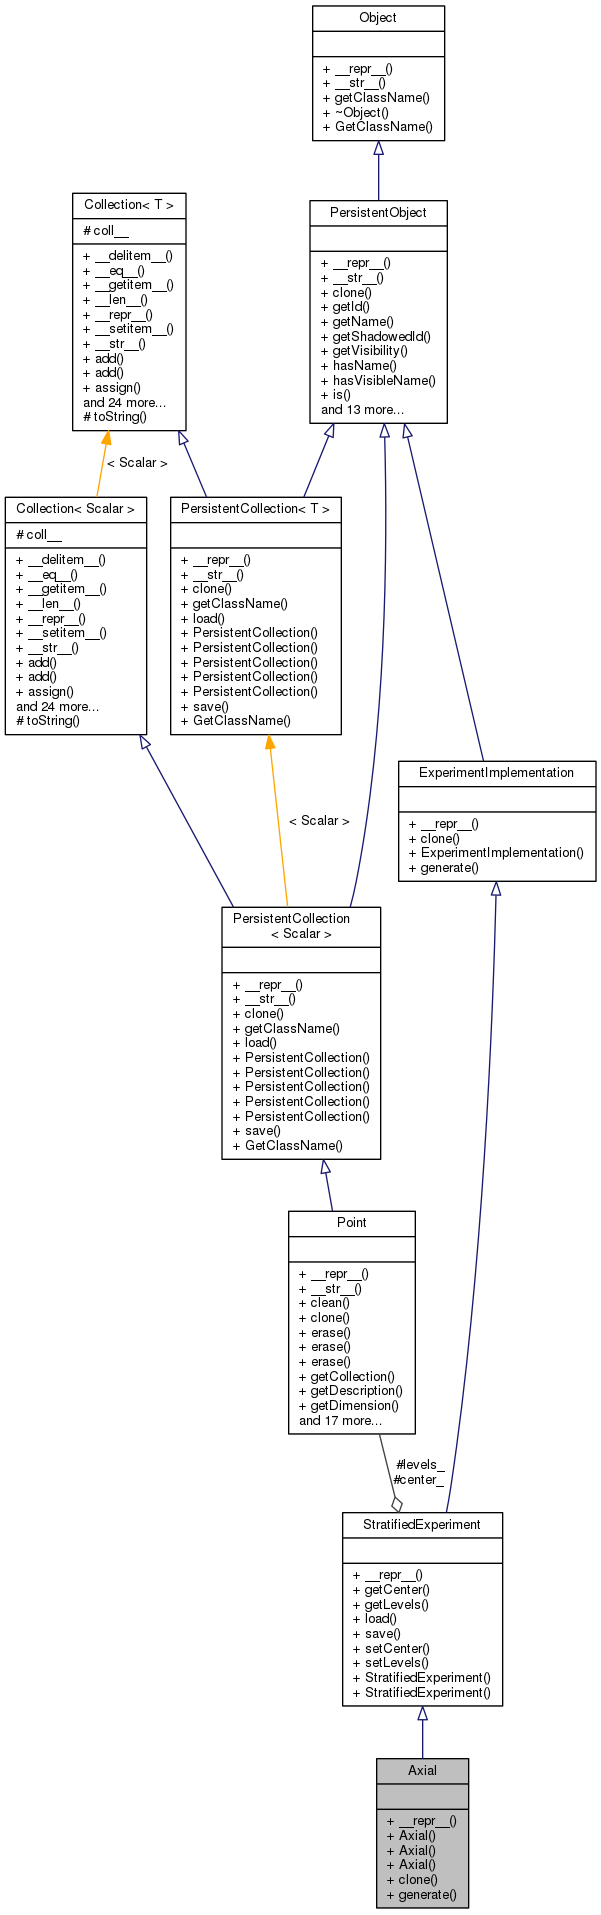 Object
+ __repr__()
+ __str__()
+ getClassName()
+ ~Object()
+ GetClassName()
Collection< T >
# coll__
+ __delitem__()
+ __eq__()
+ __getitem__()
+ __len__()
+ __repr__()
+ __setitem__()
+ __str__()
+ add()
+ add()
+ assign()
and 24 more...
# toString()
PersistentObject
+ __repr__()
+ __str__()
+ clone()
+ getId()
+ getName()
+ getShadowedId()
+ getVisibility()
+ hasName()
+ hasVisibleName()
+ is()
and 13 more...
< Scalar >
Collection< Scalar >
# coll__
+ __delitem__()
+ __eq__()
+ __getitem__()
+ __len__()
+ __repr__()
+ __setitem__()
+ __str__()
+ add()
+ add()
+ assign()
and 24 more...
# toString()
PersistentCollection< T >
+ __repr__()
+ __str__()
+ clone()
+ getClassName()
+ load()
+ PersistentCollection()
+ PersistentCollection()
+ PersistentCollection()
+ PersistentCollection()
+ PersistentCollection()
+ save()
+ GetClassName()
ExperimentImplementation
+ __repr__()
+ clone()
+ ExperimentImplementation()
+ generate()
< Scalar >
PersistentCollection
< Scalar >
+ __repr__()
+ __str__()
+ clone()
+ getClassName()
+ load()
+ PersistentCollection()
+ PersistentCollection()
+ PersistentCollection()
+ PersistentCollection()
+ PersistentCollection()
+ save()
+ GetClassName()
Point
+ __repr__()
+ __str__()
+ clean()
+ clone()
+ erase()
+ erase()
+ erase()
+ getCollection()
+ getDescription()
+ getDimension()
and 17 more...
#levels_
#center_
StratifiedExperiment
+ __repr__()
+ getCenter()
+ getLevels()
+ load()
+ save()
+ setCenter()
+ setLevels()
+ StratifiedExperiment()
+ StratifiedExperiment()
Axial
+ __repr__()
+ Axial()
+ Axial()
+ Axial()
+ clone()
+ generate()